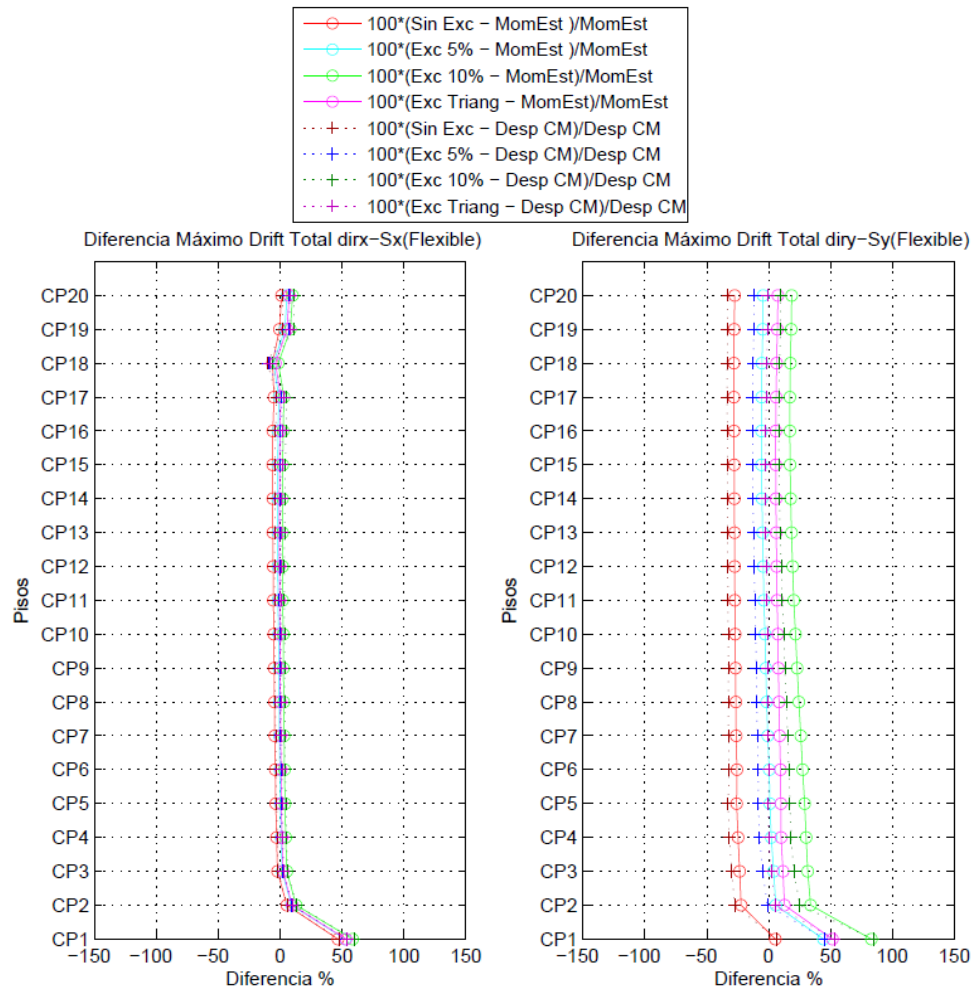 100*(Sin Exc − MomEst )/MomEst
100*(Exc 5% − MomEst )/MomEst
100*(Exc 10% − MomEst)/MomEst
100*(Exc Triang − MomEst)/MomEst
100*(Sin Exc − Desp CM)/Desp CM
100*(Exc 5% − Desp CM)/Desp CM
100*(Exc 10% − Desp CM)/Desp CM
100*(Exc Triang − Desp CM)/Desp CM
Diferencia Máximo Drift Total dirx−Sx(Flexible)
CP20
CP19
CP18
CP17
CP16
CP15
CP14
CP13
CP12
CP11
CP10
CP9
CP8
CP7
CP6
CP5
CP4
CP3
CP2
CP1
Pisos
−150 −100 −50 0 50 100 150
Diferencia %
Diferencia Máximo Drift Total diry−Sy(Flexible)
CP20
CP19
CP18
CP17
CP16
CP15
CP14
CP13
CP12
CP11
CP10
CP9
CP8
CP7
CP6
CP5
CP4
CP3
CP2
CP1
Pisos
−150 −100 −50 0 50 100 150
Diferencia %